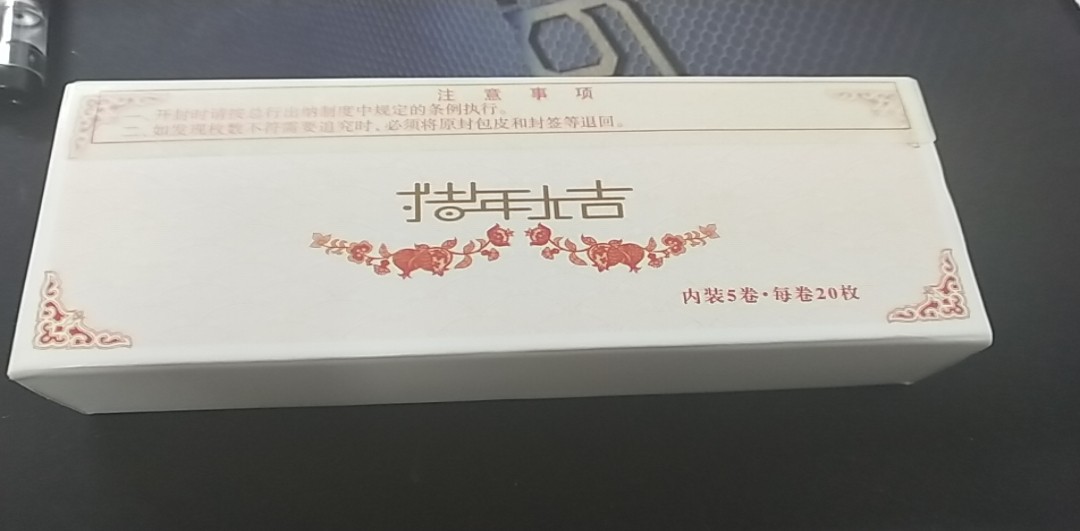 注意事项
一、开封时请按总行出纳制度中规定的条例执行。
二、如发现枚数不符需要追究时，必须将原封包皮和封签等退回。
猪年大吉
内装5卷·每卷20枚